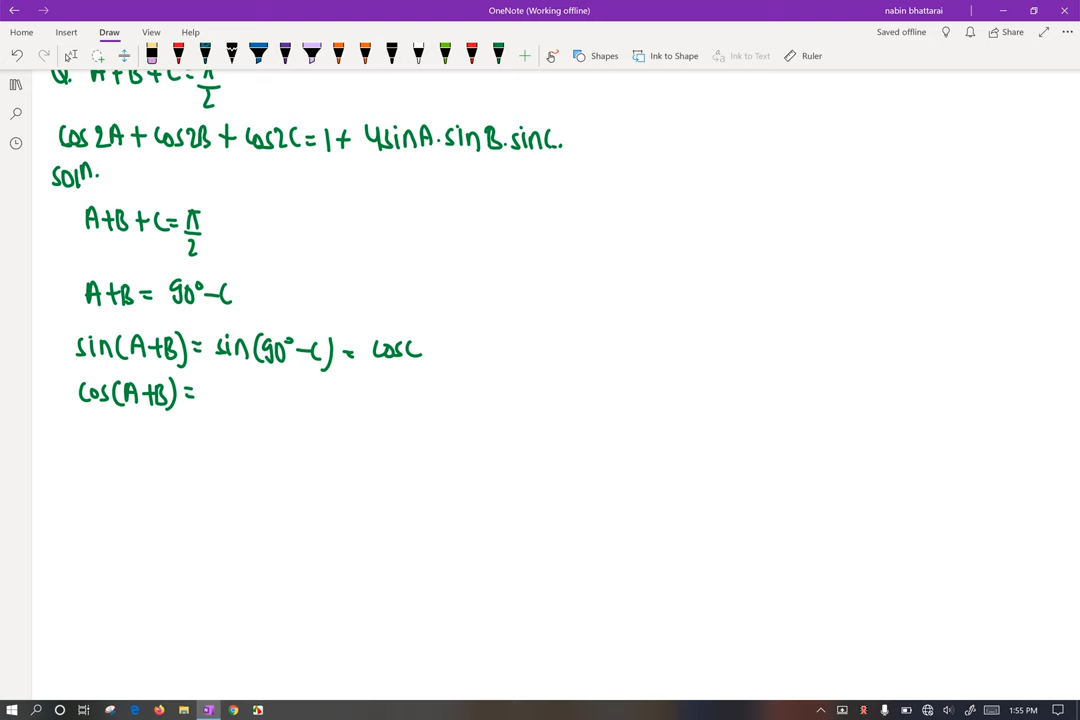 OneNote (Working offline)
nabin bhattarai
Home Insert Draw View Help
Saved offline
Share
Shapes Ink to Shape Ink to Text Ruler
Q. A+B+C=π/2
cos2A+cos2B+cos2C=1+4sinA·sinB·sinC.
soln.
A+B+C=π/2
A+B=90°-C
sin(A+B)=sin(90°-C)=cosC
cos(A+B)=
1:55 PM